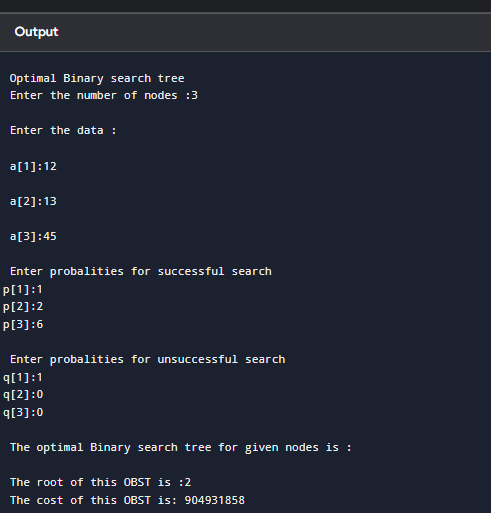 Output
Optimal Binary search tree
Enter the number of nodes :3
Enter the data :
a[1]:12
a[2]:13
a[3]:45
Enter probalities for successful search
p[1]:1
p[2]:2
p[3]:6
Enter probalities for unsuccessful search
q[1]:1
q[2]:0
q[3]:0
The optimal Binary search tree for given nodes is :
The root of this OBST is :2
The cost of this OBST is: 904931858